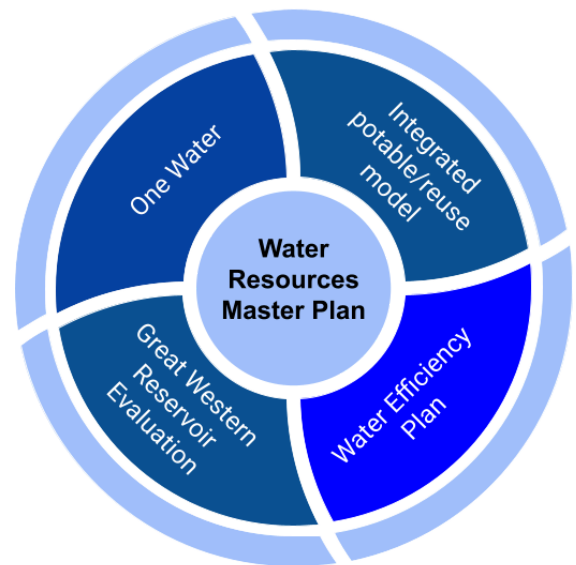 One Water
Integrated
potable/reuse
model
Water
Resources
Master Plan
Great Western
Reservoir
Evaluation
Water Efficiency
Plan